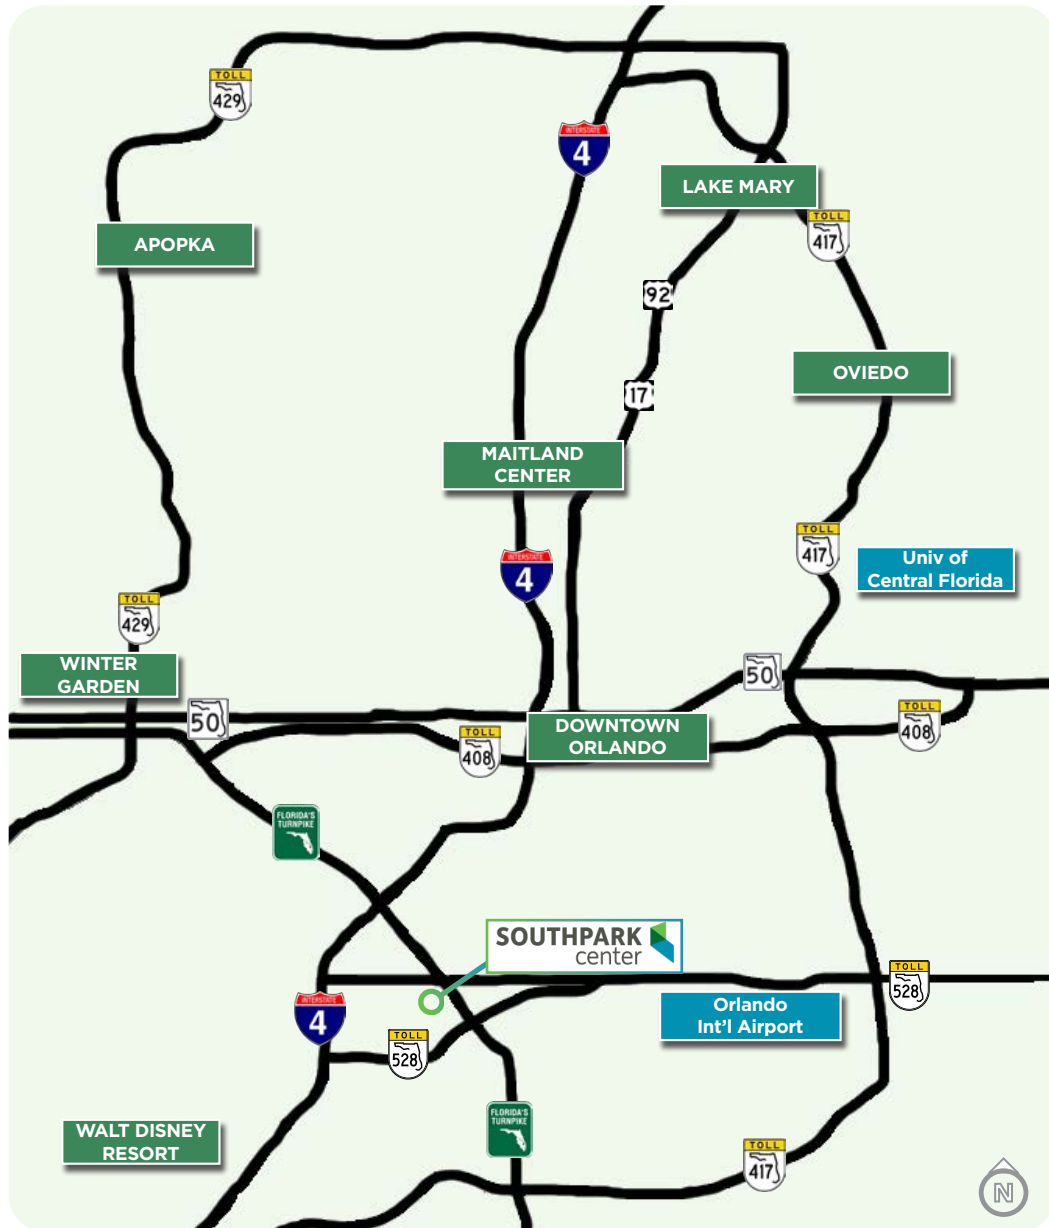 TOLL
429
INTERSTATE
4
LAKE MARY
TOLL
417
APOPKA
92
OVIEDO
17
MAITLAND
CENTER
TOLL
417
Univ of
Central Florida
INTERSTATE
4
TOLL
429
WINTER
GARDEN
50
50
TOLL
408
DOWNTOWN
ORLANDO
TOLL
408
FLORIDA'S
TURNPIKE
SOUTHPARK
center
TOLL
528
INTERSTATE
4
Orlando
Int'l Airport
TOLL
528
FLORIDA'S
TURNPIKE
WALT DISNEY
RESORT
TOLL
417
N